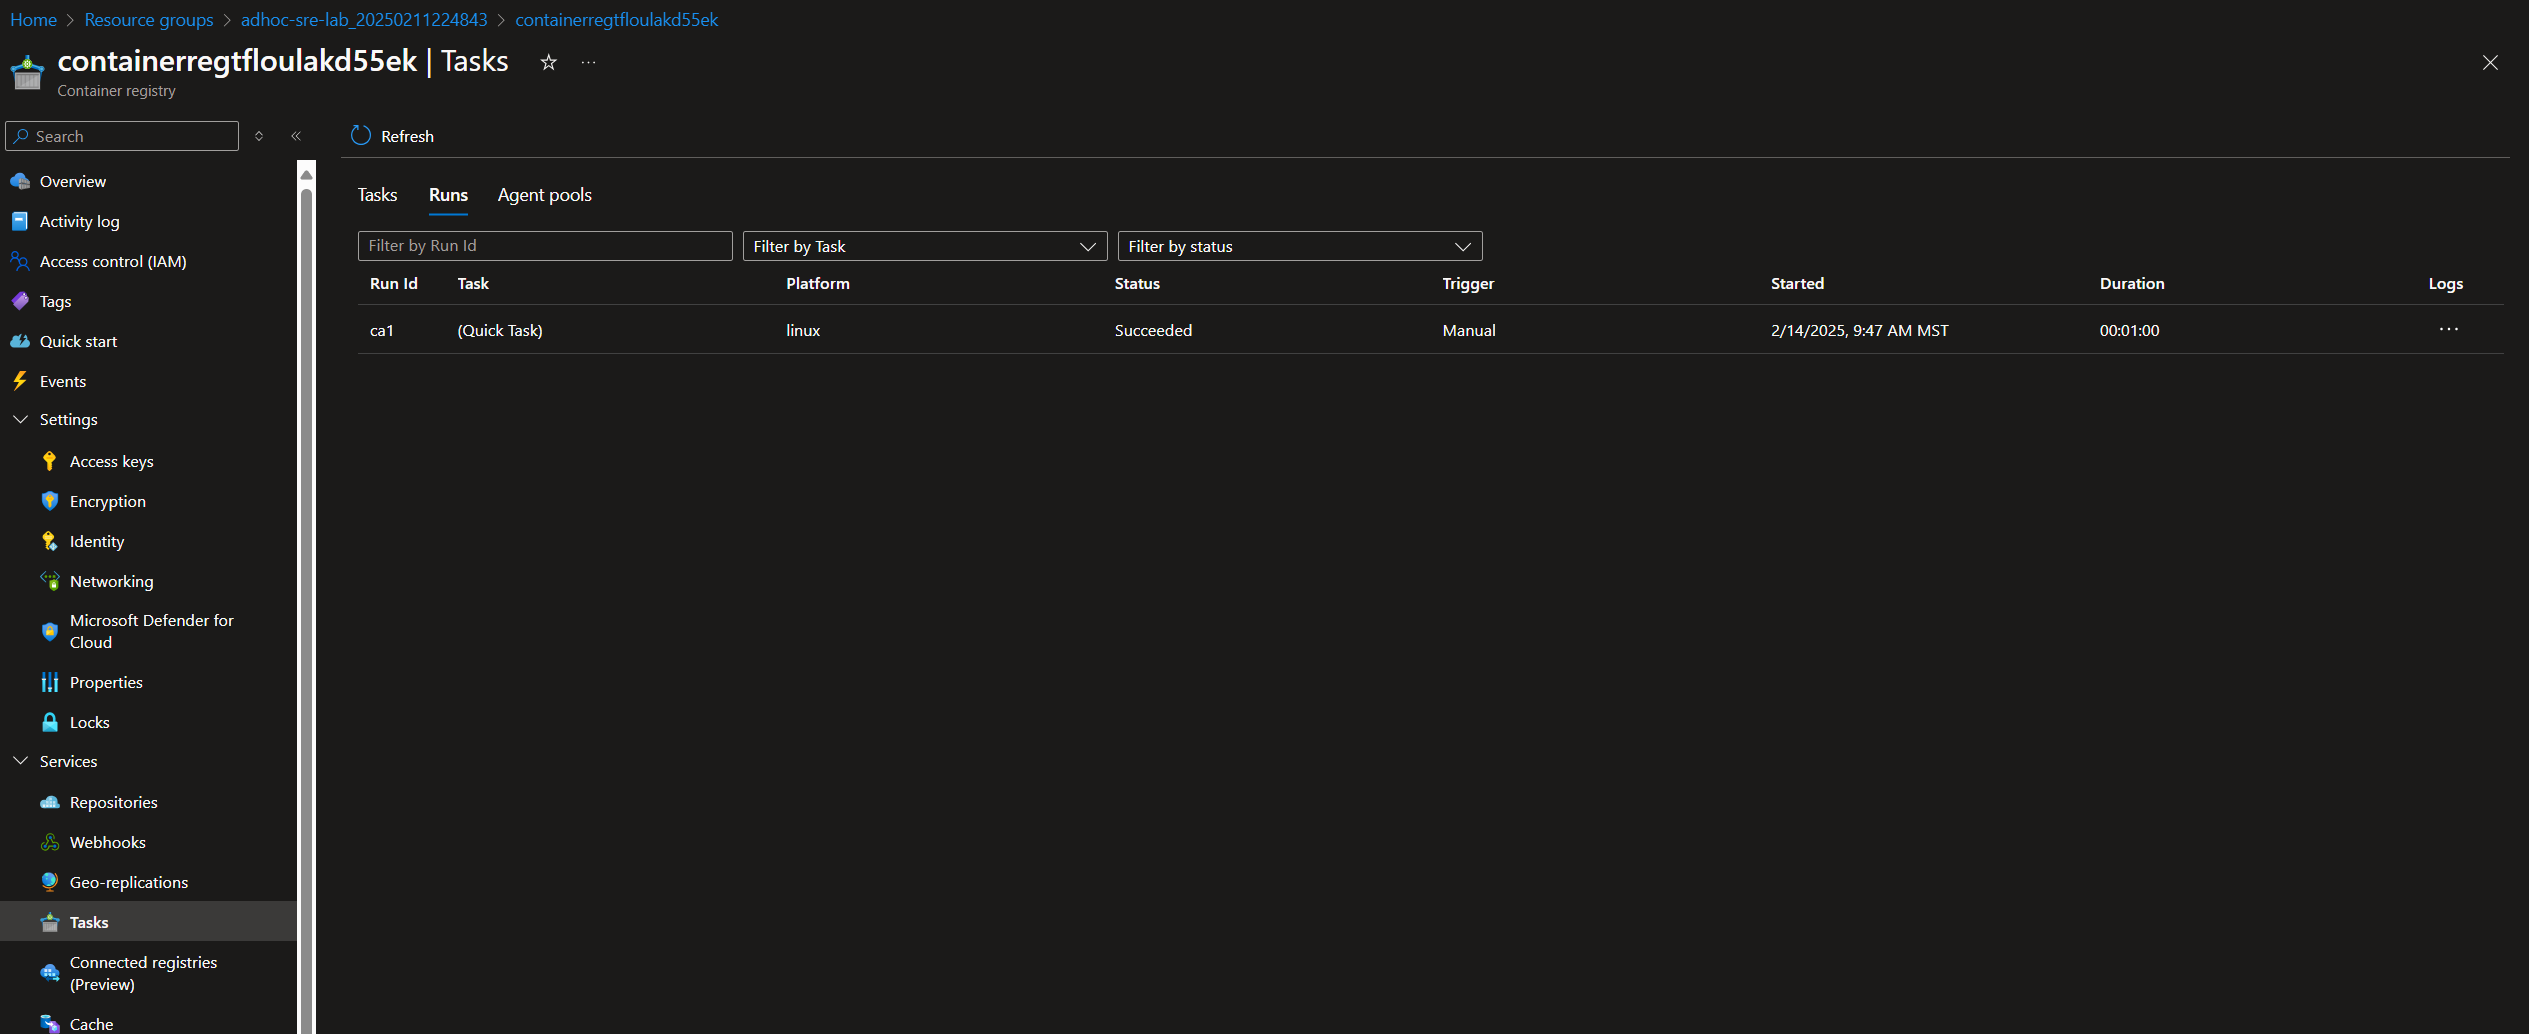 Home > Resource groups > adhoc-sre-lab_20250211224843 > containerregtfloulakd55ek
containerregtfloulakd55ek | Tasks
Container registry
Search
Refresh
Overview
Activity log
Access control (IAM)
Tags
Quick start
Events
Settings
Access keys
Encryption
Identity
Networking
Microsoft Defender for
Cloud
Properties
Locks
Services
Repositories
Webhooks
Geo-replications
Tasks
Connected registries
(Preview)
Cache
Tasks Runs Agent pools
Filter by Run Id Filter by Task Filter by status
Run Id Task Platform Status Trigger Started Duration Logs
ca1 (Quick Task) linux Succeeded Manual 2/14/2025, 9:47 AM MST 00:01:00